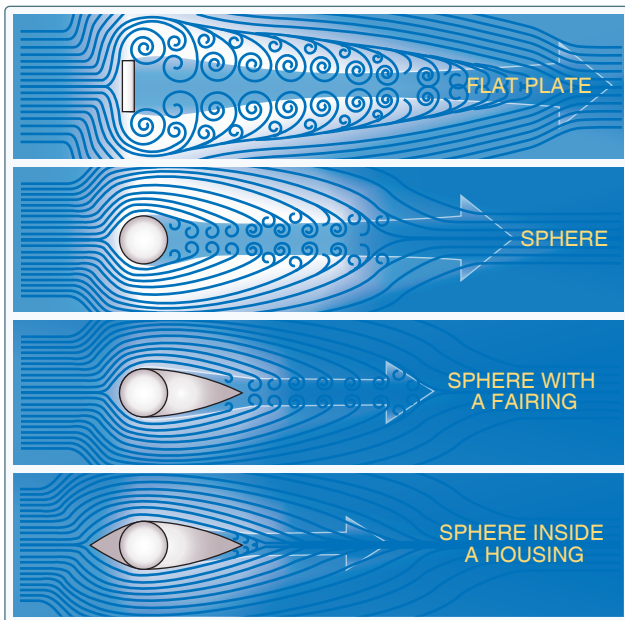 FLAT PLATE
SPHERE
SPHERE WITH
A FAIRING
SPHERE INSIDE
A HOUSING